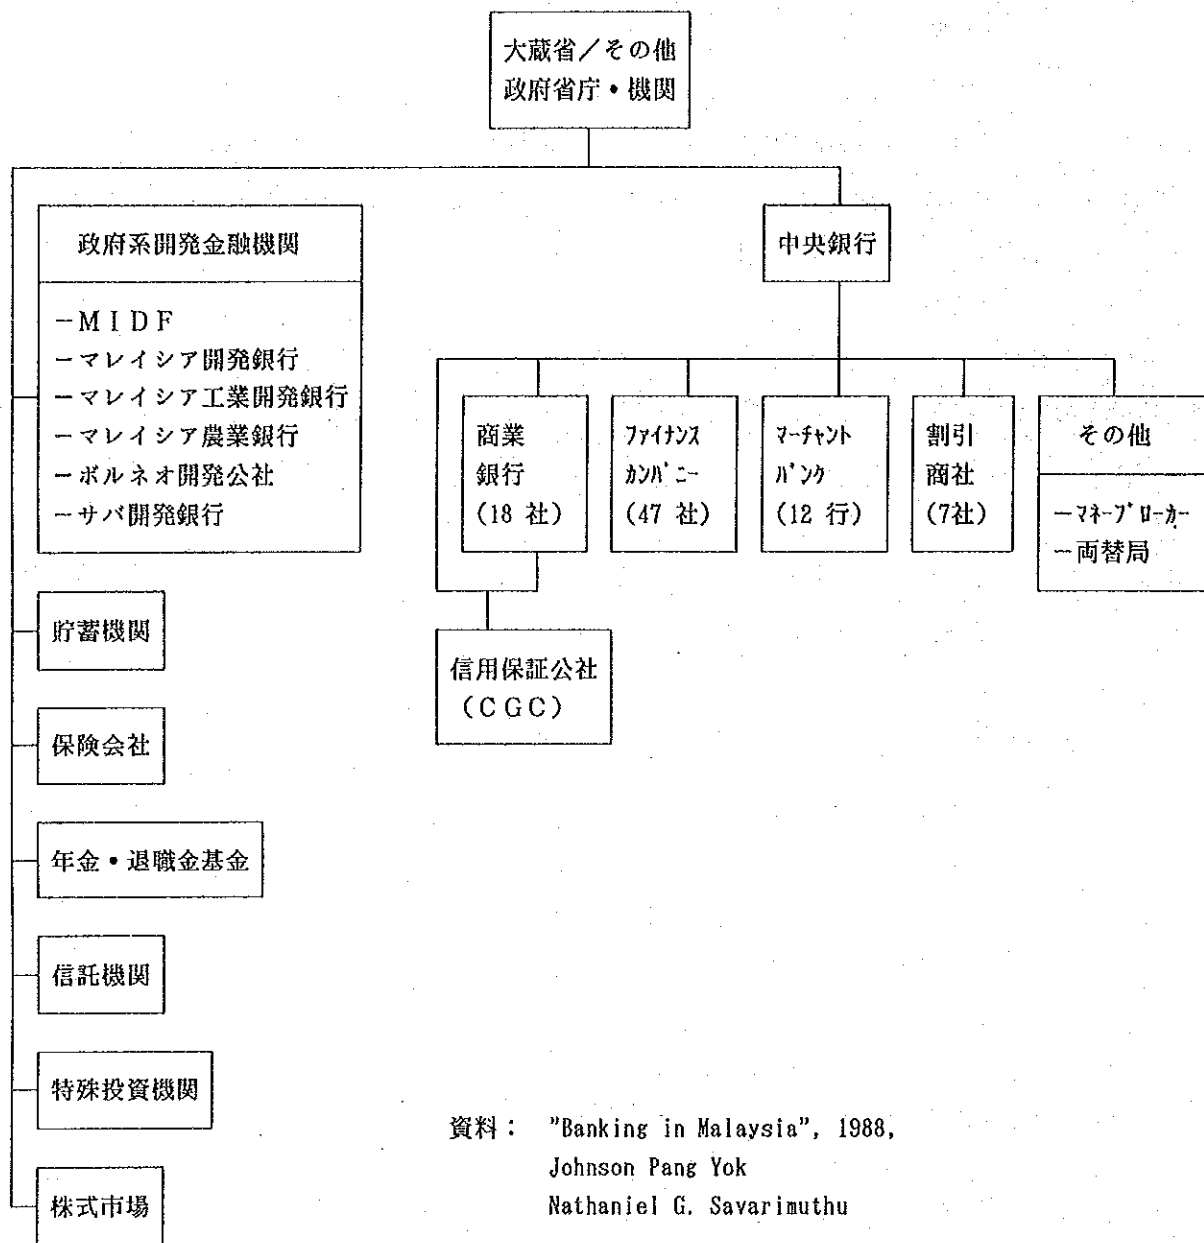 大蔵省／その他
政府省庁・機関
政府系開発金融機関
－ＭＩＤＦ
－マレイシア開発銀行
－マレイシア工業開発銀行
－マレイシア農業銀行
－ボルネオ開発公社
－サバ開発銀行
中央銀行
商業
銀行
(18 社)
ﾌｧｲﾅﾝｽ
ｶﾝﾊﾟﾆｰ
(47 社)
ﾏｰﾁｬﾝﾄ
ﾊﾞﾝｸ
(12 行)
割引
商社
(7社)
その他
－ﾏﾈｰﾌﾞﾛｰｶｰ
－両替局
信用保証公社
（ＣＧＣ）
貯蓄機関
保険会社
年金・退職金基金
信託機関
特殊投資機関
株式市場
資料： "Banking in Malaysia", 1988,
Johnson Pang Yok
Nathaniel G. Savarimuthu